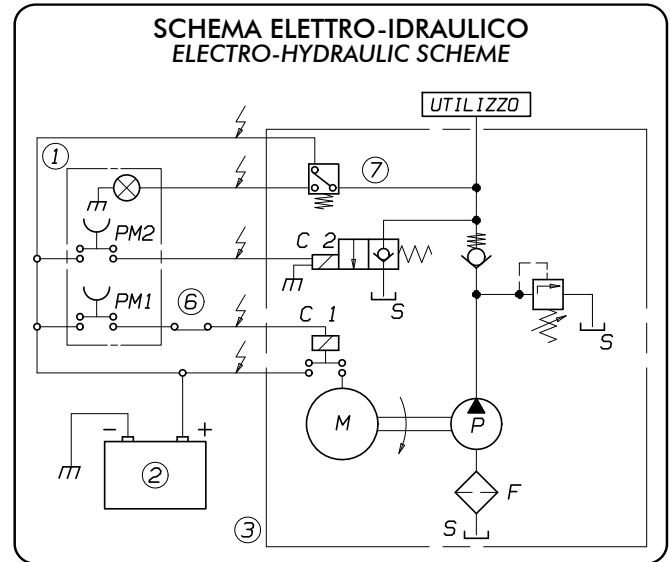 SCHEMA ELETTRO-IDRAULICO
ELECTRO-HYDRAULIC SCHEME
UTILIZZO
1
7
PM2
C 2
S
PM1
6
C 1
S
M
P
- +
2
F
3
S